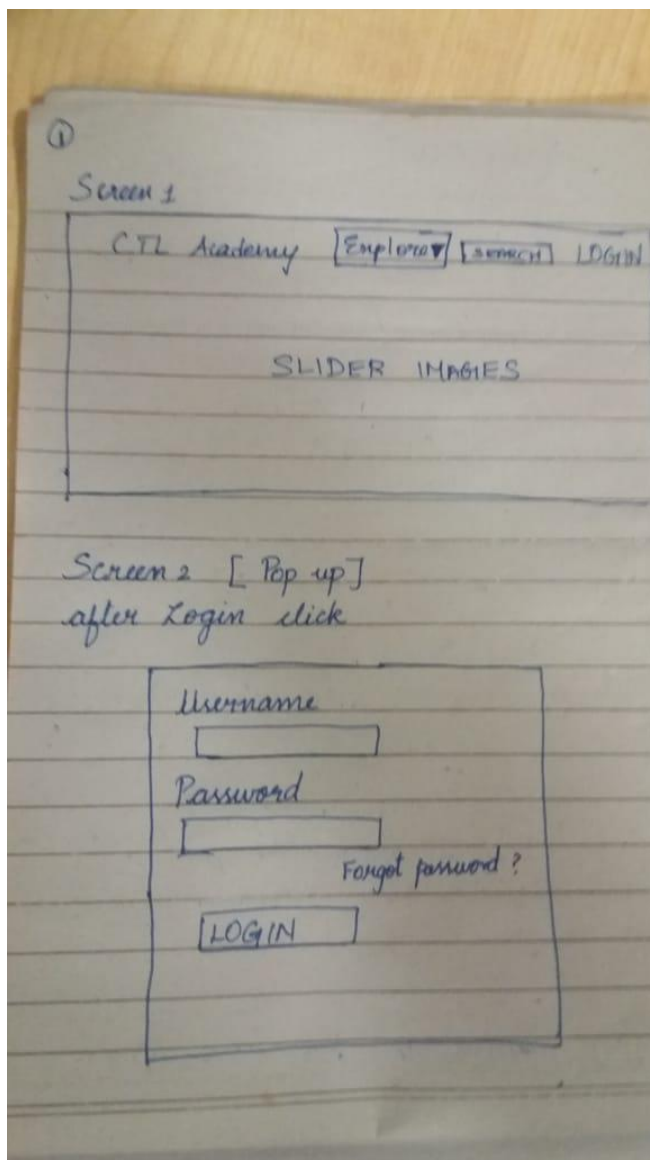 1
Screen 1
CTL Academy Explore▼ SEARCH LOGIN
SLIDER IMAGES
Screen 2 [ Pop up]
after Login click
Username
Password
Forgot password ?
LOGIN